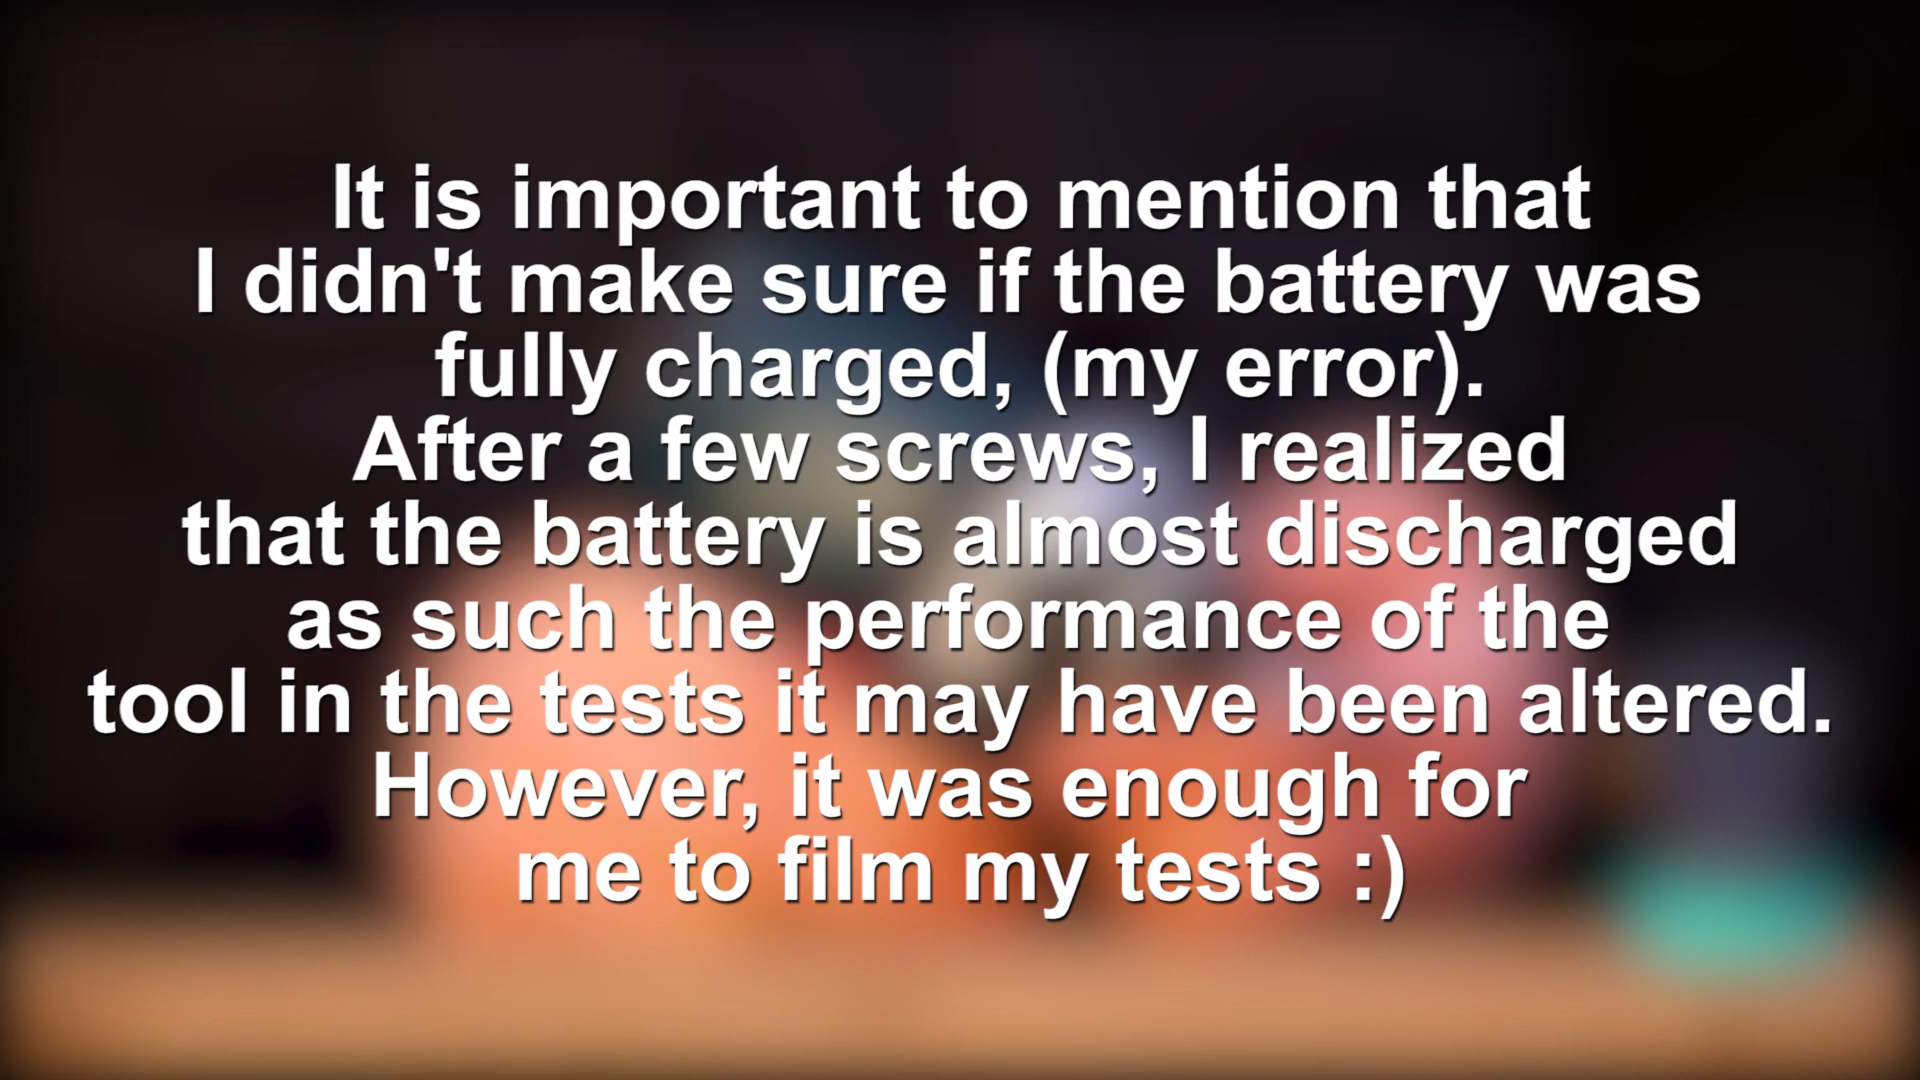 It is important to mention that
I didn't make sure if the battery was
fully charged, (my error).
After a few screws, I realized
that the battery is almost discharged
as such the performance of the
tool in the tests it may have been altered.
However, it was enough for
me to film my tests :)